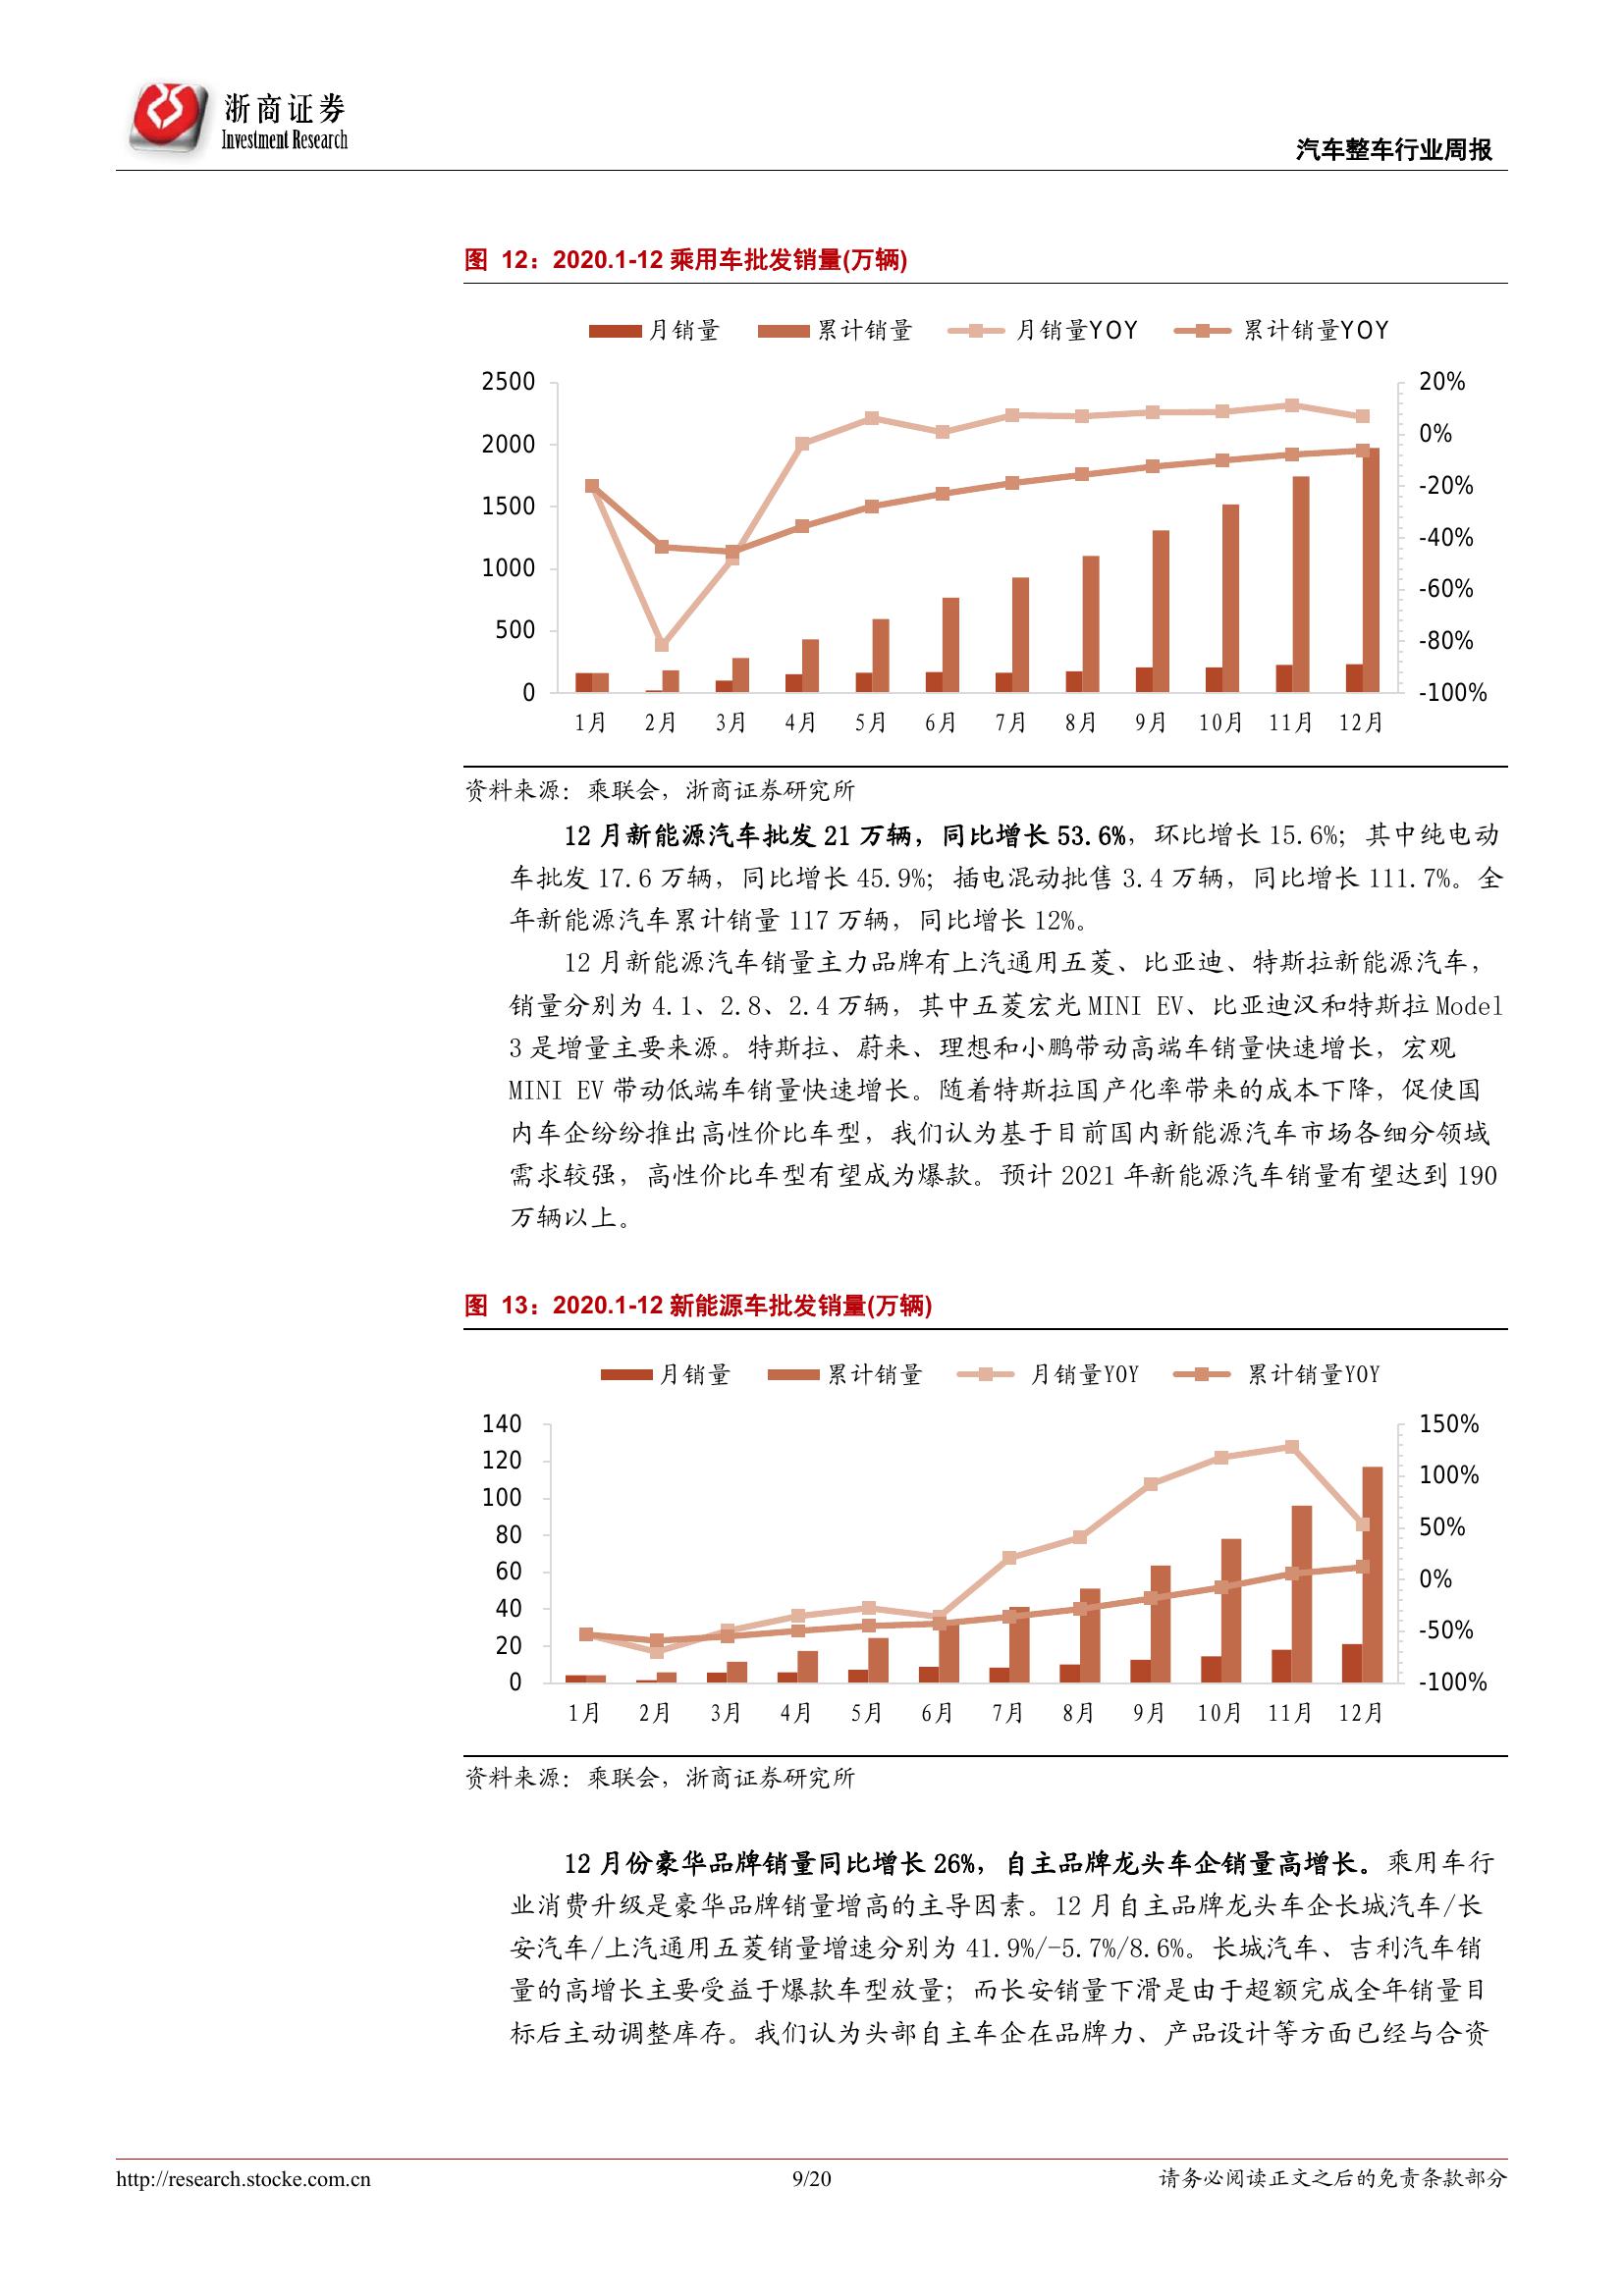 浙商证券
Investment Research
汽车整车行业周报
图 12：2020.1-12 乘用车批发销量(万辆)
月销量 累计销量 月销量YOY 累计销量YOY
2500 20%
2000 0%
1500 -20%
-40%
1000 -60%
500 -80%
0 -100%
1月 2月 3月 4月 5月 6月 7月 8月 9月 10月 11月 12月
资料来源：乘联会，浙商证券研究所
12 月新能源汽车批发 21 万辆，同比增长 53.6%，环比增长 15.6%；其中纯电动
车批发 17.6 万辆，同比增长 45.9%；插电混动批售 3.4 万辆，同比增长 111.7%。全
年新能源汽车累计销量 117 万辆，同比增长 12%。
12 月新能源汽车销量主力品牌有上汽通用五菱、比亚迪、特斯拉新能源汽车，
销量分别为 4.1、2.8、2.4 万辆，其中五菱宏光 MINI EV、比亚迪汉和特斯拉 Model
3 是增量主要来源。特斯拉、蔚来、理想和小鹏带动高端车销量快速增长，宏观
MINI EV 带动低端车销量快速增长。随着特斯拉国产化率带来的成本下降，促使国
内车企纷纷推出高性价比车型，我们认为基于目前国内新能源汽车市场各细分领域
需求较强，高性价比车型有望成为爆款。预计 2021 年新能源汽车销量有望达到 190
万辆以上。
图 13：2020.1-12 新能源车批发销量(万辆)
月销量 累计销量 月销量YOY 累计销量YOY
140 150%
120
100 100%
80 50%
60 0%
40
20 -50%
0 -100%
1月 2月 3月 4月 5月 6月 7月 8月 9月 10月 11月 12月
资料来源：乘联会，浙商证券研究所
12 月份豪华品牌销量同比增长 26%，自主品牌龙头车企销量高增长。乘用车行
业消费升级是豪华品牌销量增高的主导因素。12 月自主品牌龙头车企长城汽车/长
安汽车/上汽通用五菱销量增速分别为 41.9%/-5.7%/8.6%。长城汽车、吉利汽车销
量的高增长主要受益于爆款车型放量；而长安销量下滑是由于超额完成全年销量目
标后主动调整库存。我们认为头部自主车企在品牌力、产品设计等方面已经与合资
http://research.stocke.com.cn 9/20 请务必阅读正文之后的免责条款部分